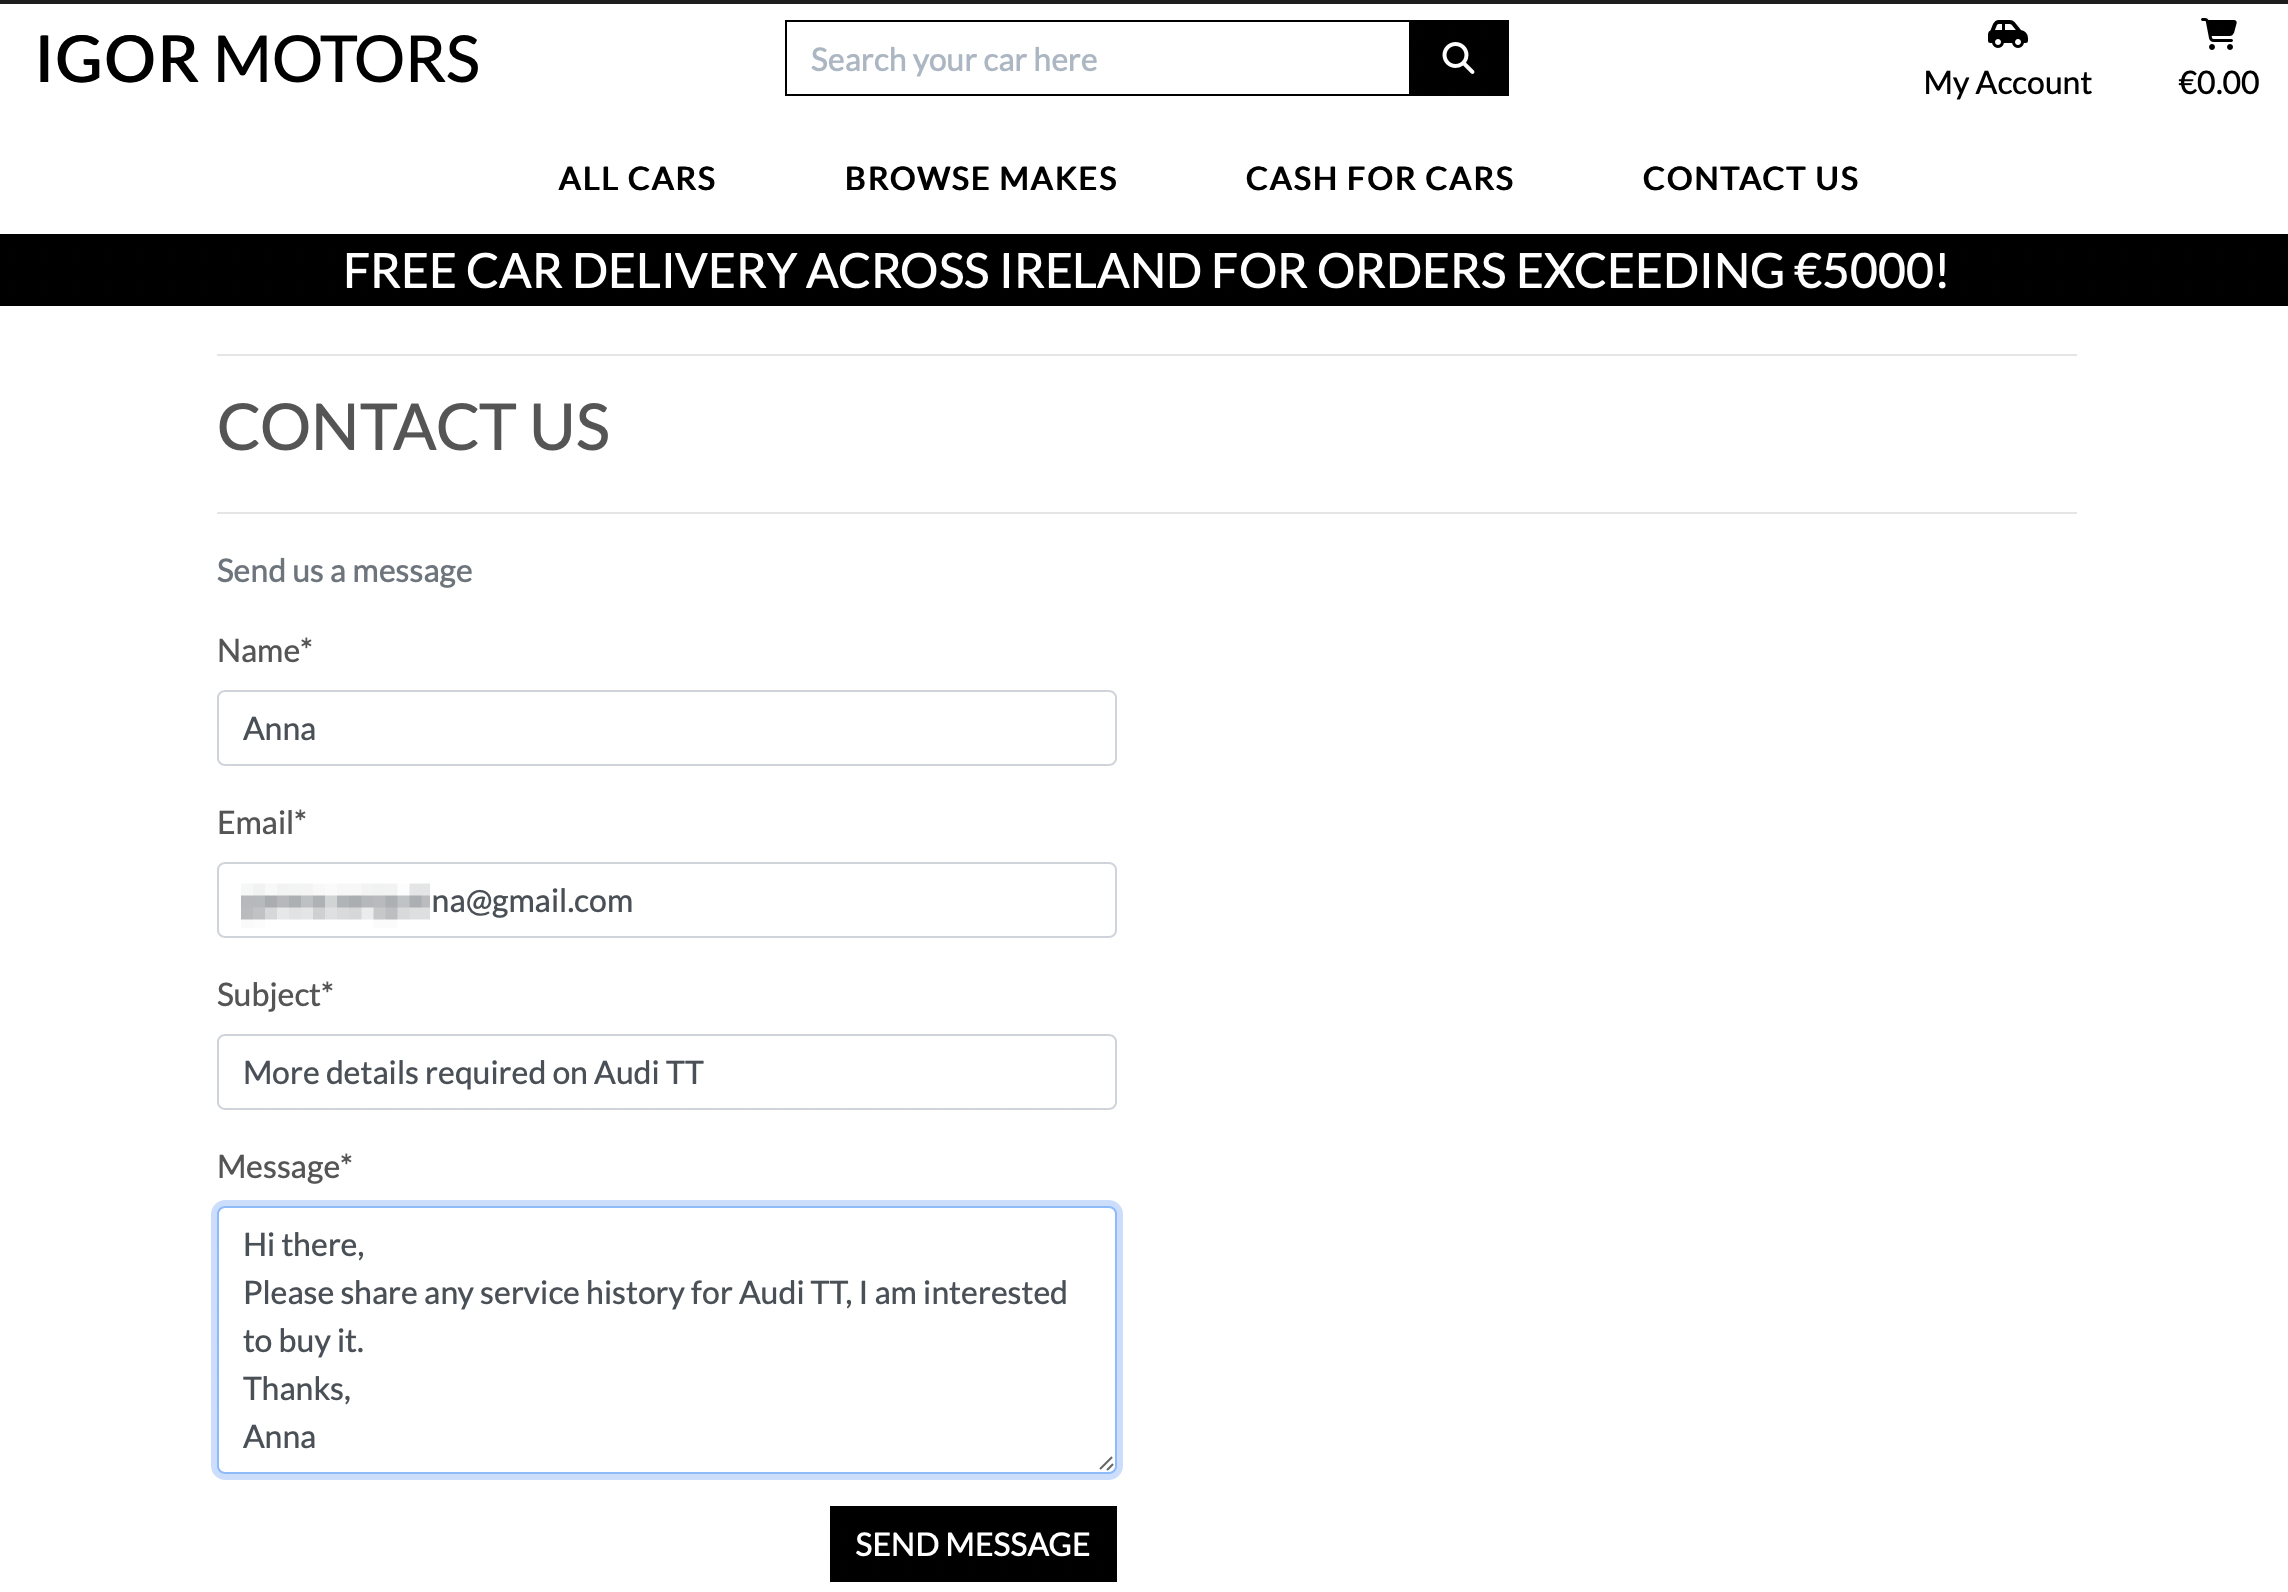 IGOR MOTORS
Search your car here
My Account
€0.00
ALL CARS
BROWSE MAKES
CASH FOR CARS
CONTACT US
FREE CAR DELIVERY ACROSS IRELAND FOR ORDERS EXCEEDING €5000!
CONTACT US
Send us a message
Name*
Anna
Email*
na@gmail.com
Subject*
More details required on Audi TT
Message*
Hi there,
Please share any service history for Audi TT, I am interested
to buy it.
Thanks,
Anna
SEND MESSAGE